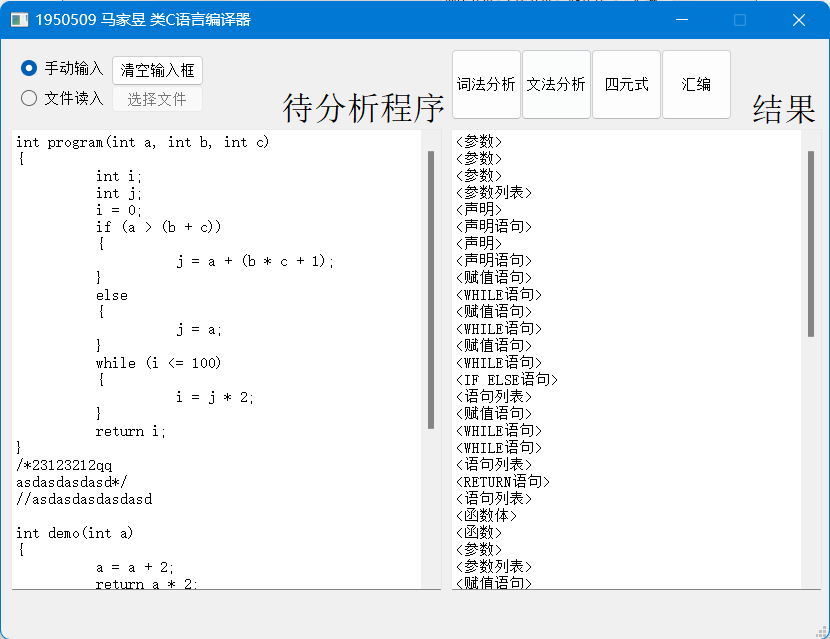 1950509 马家昱 类C语言编译器
手动输入 清空输入框
文件读入 选择文件
待分析程序
词法分析 文法分析 四元式 汇编
结果
int program(int a, int b, int c)
{
int i;
int j;
i = 0;
if (a > (b + c))
{
j = a + (b * c + 1);
}
else
{
j = a;
}
while (i <= 100)
{
i = j * 2;
}
return i;
}
/*23123212qq
asdasdasdasd*/
//asdasdasdasdasd
int demo(int a)
{
a = a + 2;
return a * 2;
<参数>
<参数>
<参数>
<参数列表>
<声明>
<声明语句>
<声明>
<声明语句>
<赋值语句>
<WHILE语句>
<赋值语句>
<WHILE语句>
<赋值语句>
<WHILE语句>
<IF ELSE语句>
<语句列表>
<赋值语句>
<WHILE语句>
<WHILE语句>
<语句列表>
<RETURN语句>
<语句列表>
<函数体>
<函数>
<参数>
<参数列表>
<赋值语句>